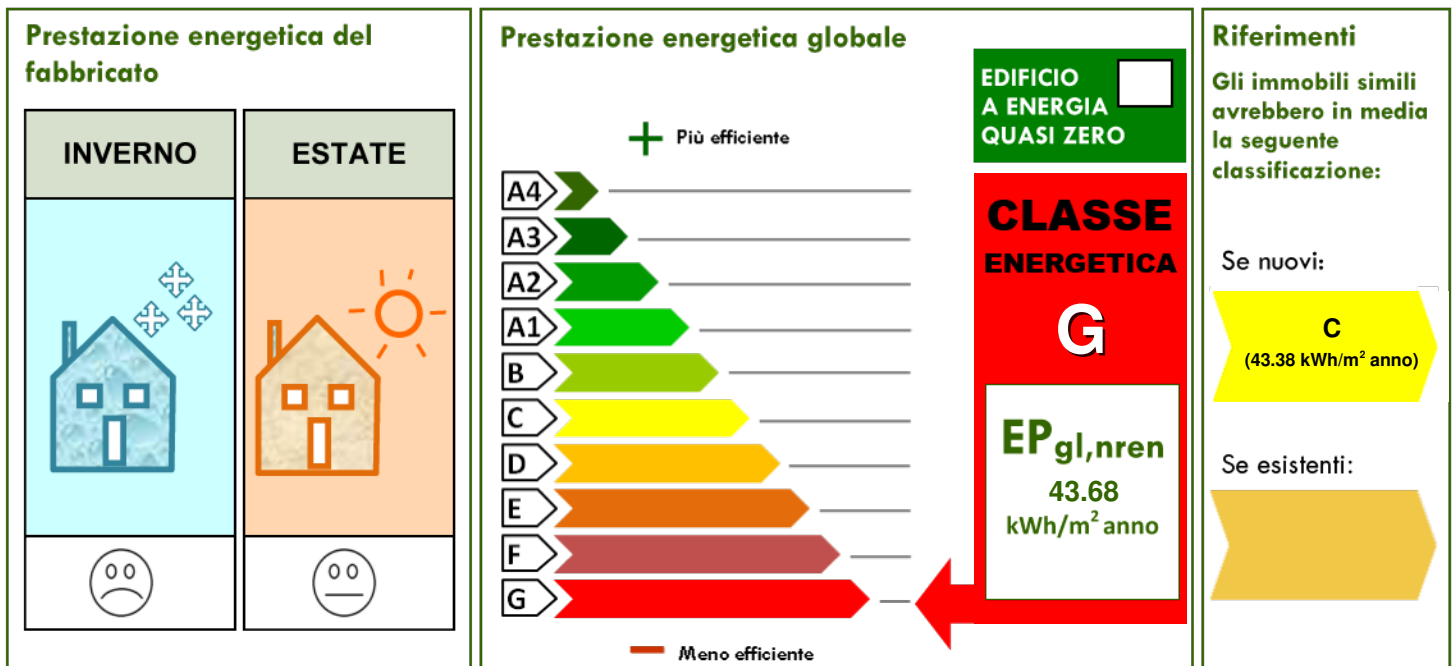 Prestazione energetica del
fabbricato
INVERNO
ESTATE
Prestazione energetica globale
Più efficiente
A4
A3
A2
A1
B
C
D
E
F
G
Meno efficiente
EDIFICIO
A ENERGIA
QUASI ZERO
CLASSE
ENERGETICA
G
EPgl,nren
43.68
kWh/m² anno
Riferimenti
Gli immobili simili
avrebbero in media
la seguente
classificazione:
Se nuovi:
C
(43.38 kWh/m² anno)
Se esistenti: